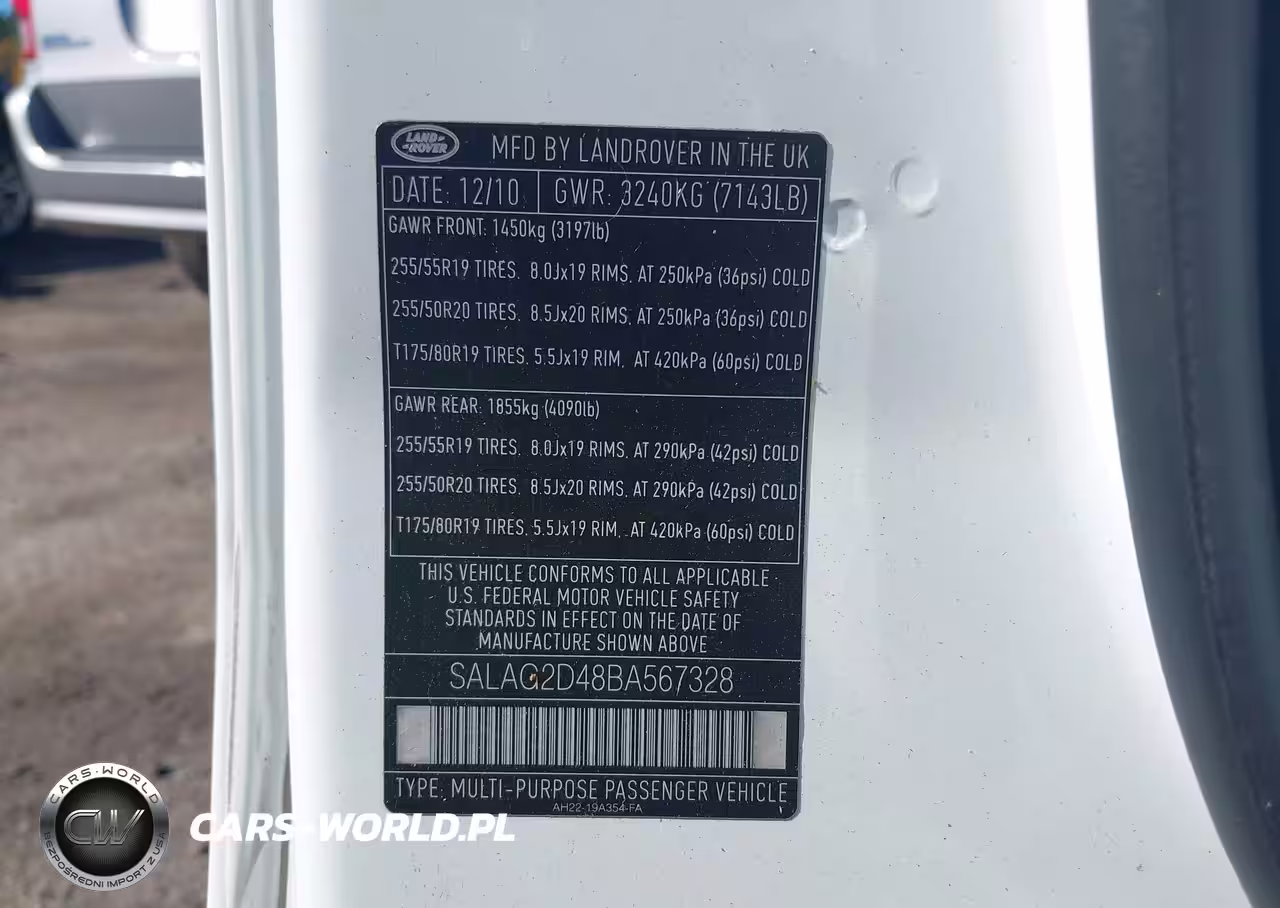 LAND
ROVER
MFD BY LANDROVER IN THE UK
DATE: 12/10 GWR: 3240KG (7143LB)
GAWR FRONT: 1450kg (3197lb)
255/55R19 TIRES, 8.0Jx19 RIMS, AT 250kPa (36psi) COLD
255/50R20 TIRES, 8.5Jx20 RIMS, AT 250kPa (36psi) COLD
T175/80R19 TIRES, 5.5Jx19 RIM, AT 420kPa (60psi) COLD
GAWR REAR: 1855kg (4090lb)
255/55R19 TIRES, 8.0Jx19 RIMS, AT 290kPa (42psi) COLD
255/50R20 TIRES, 8.5Jx20 RIMS, AT 290kPa (42psi) COLD
T175/80R19 TIRES, 5.5Jx19 RIM, AT 420kPa (60psi) COLD
THIS VEHICLE CONFORMS TO ALL APPLICABLE
U.S. FEDERAL MOTOR VEHICLE SAFETY
STANDARDS IN EFFECT ON THE DATE OF
MANUFACTURE SHOWN ABOVE
SALAG2D48BA567328
TYPE: MULTI-PURPOSE PASSENGER VEHICLE
AH22-19A354-FA
CARS-WORLD
CW
BEZPOŚREDNI IMPORT Z USA
CARS-WORLD.PL